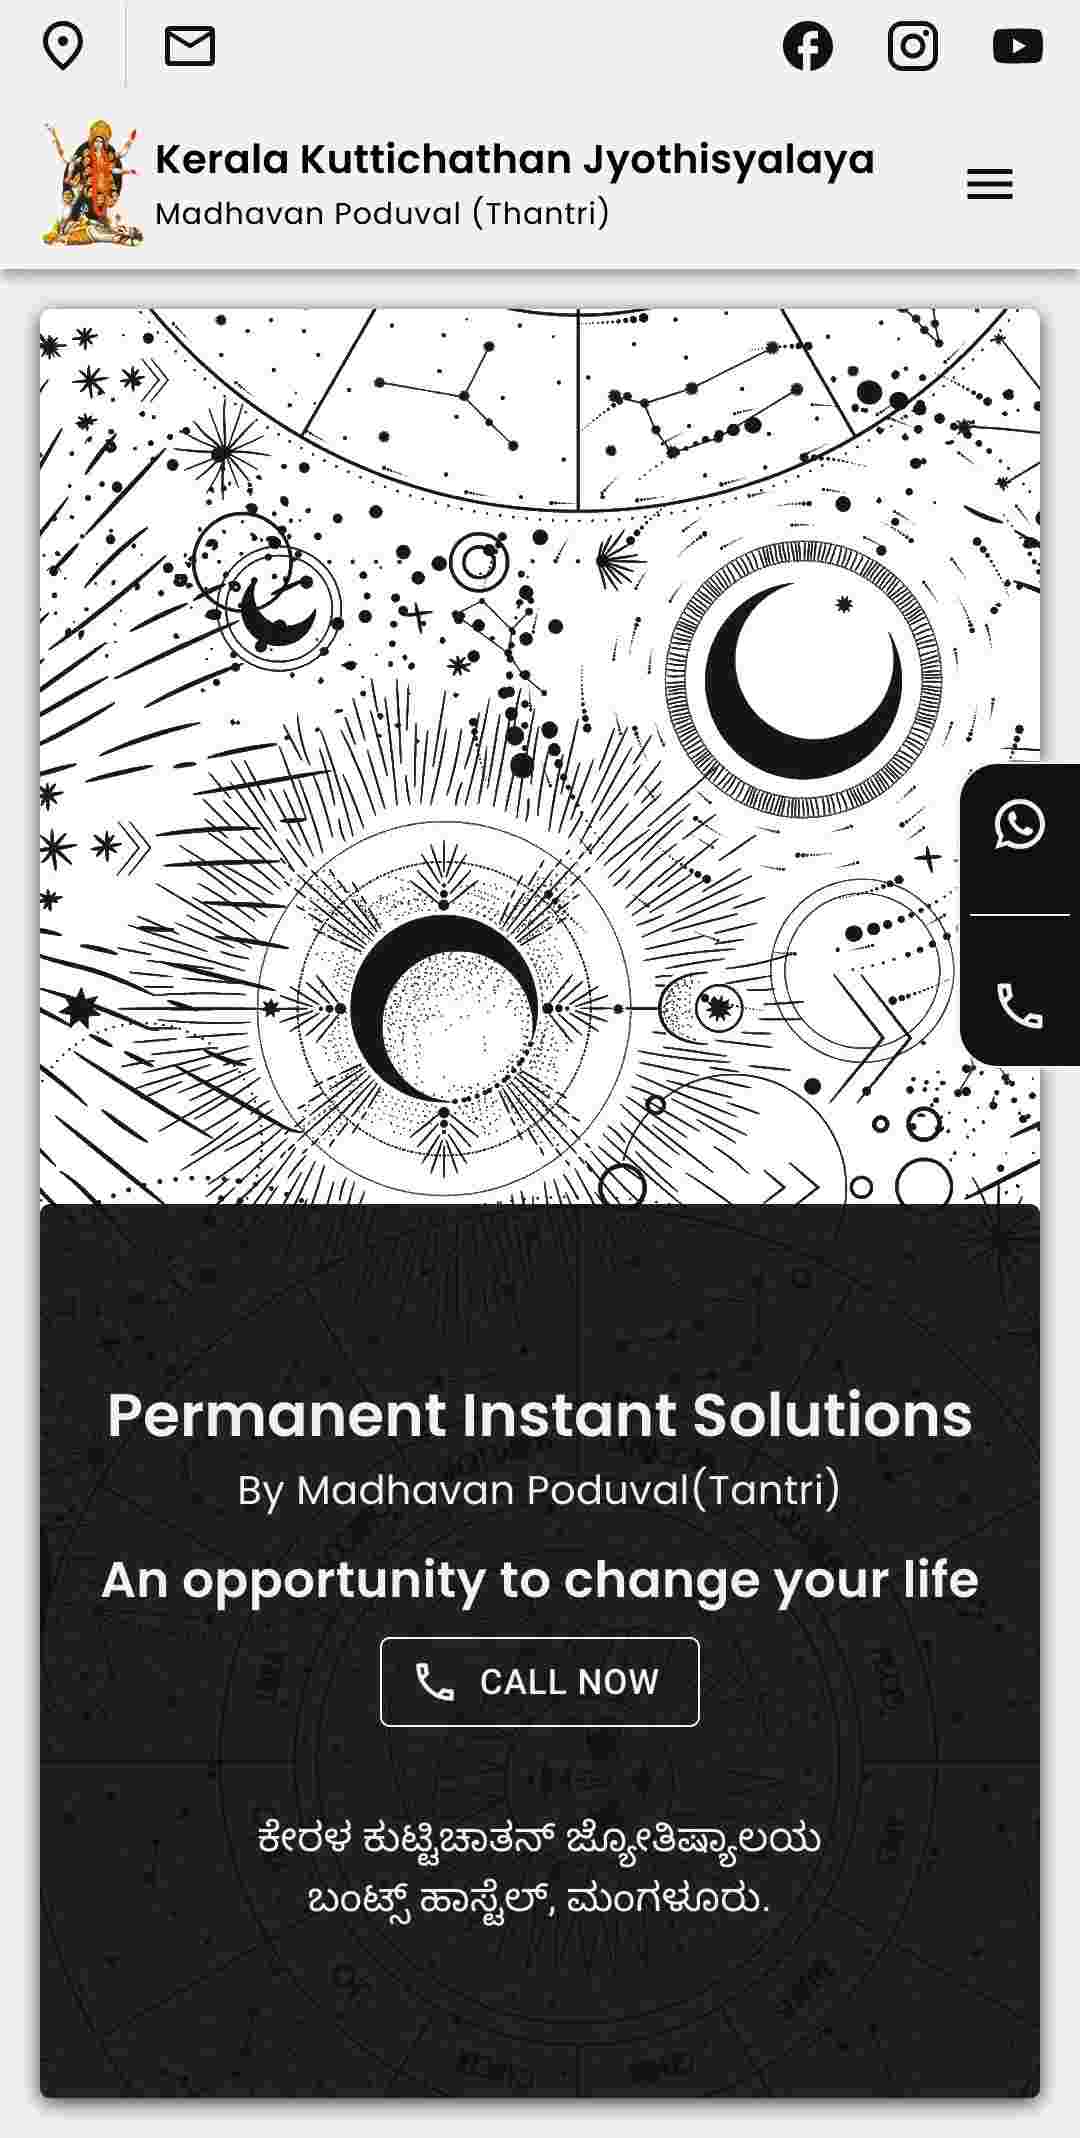 Kerala Kuttichathan Jyothisyalaya
Madhavan Poduval (Thantri)
Permanent Instant Solutions
By Madhavan Poduval(Tantri)
An opportunity to change your life
CALL NOW
ಕೇರಳ ಕುಟ್ಟಿಚಾತನ್ ಜ್ಯೋತಿಷ್ಯಾಲಯ
ಬಂಟ್ಸ್ ಹಾಸ್ಟೆಲ್, ಮಂಗಳೂರು.